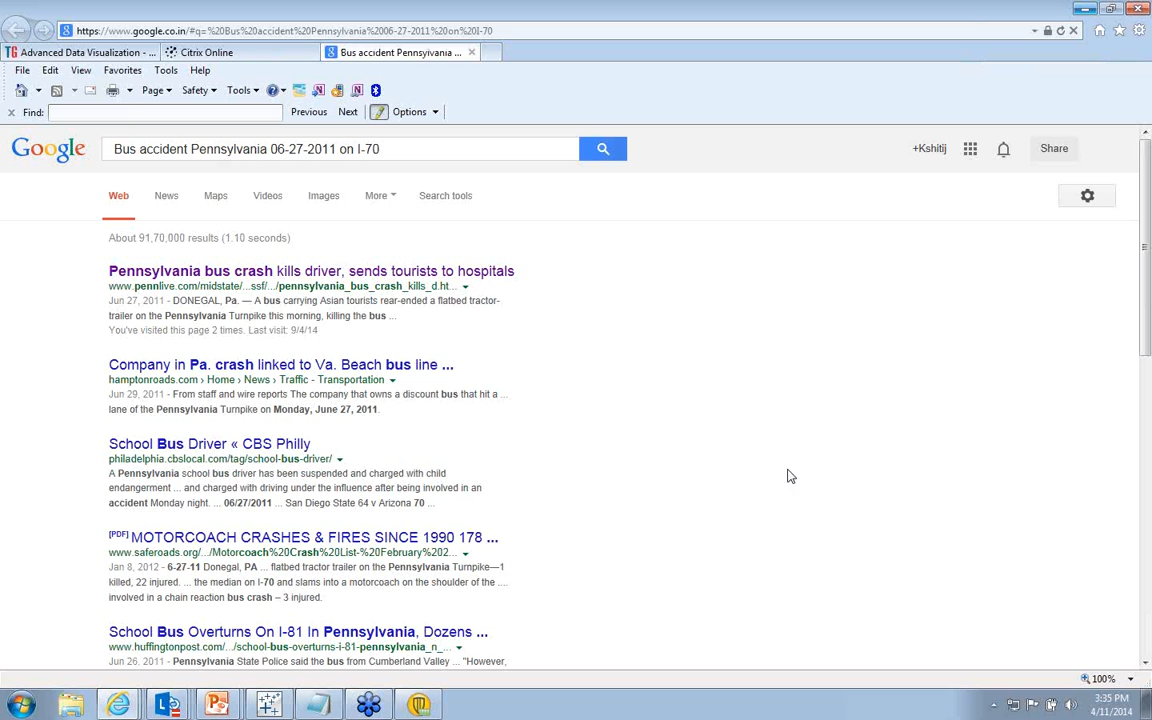 https://www.google.co.in/#q=%20Bus%20accident%20Pennsylvania%2006-27-2011%20on%20I-70
Advanced Data Visualization - ...
Citrix Online
Bus accident Pennsylvania ...
File Edit View Favorites Tools Help
Page Safety Tools
Find: Previous Next Options
Google
Bus accident Pennsylvania 06-27-2011 on I-70
+Kshitij
Share
Web News Maps Videos Images More Search tools
About 91,70,000 results (1.10 seconds)
Pennsylvania bus crash kills driver, sends tourists to hospitals
www.pennlive.com/midstate/...ssf/.../pennsylvania_bus_crash_kills_d.ht...
Jun 27, 2011 - DONEGAL, Pa. — A bus carrying Asian tourists rear-ended a flatbed tractor-
trailer on the Pennsylvania Turnpike this morning, killing the bus ...
You've visited this page 2 times. Last visit: 9/4/14
Company in Pa. crash linked to Va. Beach bus line ...
hamptonroads.com › Home › News › Traffic - Transportation
Jun 29, 2011 - From staff and wire reports The company that owns a discount bus that hit a ...
lane of the Pennsylvania Turnpike on Monday, June 27, 2011.
School Bus Driver « CBS Philly
philadelphia.cbslocal.com/tag/school-bus-driver/
A Pennsylvania school bus driver has been suspended and charged with child
endangerment ... and charged with driving under the influence after being involved in an
accident Monday night. ... 06/27/2011 ... San Diego State 64 v Arizona 70 ...
[PDF] MOTORCOACH CRASHES & FIRES SINCE 1990 178 ...
www.saferoads.org/.../Motorcoach%20Crash%20List-%20February%202...
Jan 8, 2012 - 6-27-11 Donegal, PA ... flatbed tractor trailer on the Pennsylvania Turnpike—1
killed, 22 injured. ... the median on I-70 and slams into a motorcoach on the shoulder of the ....
involved in a chain reaction bus crash – 3 injured.
School Bus Overturns On I-81 In Pennsylvania, Dozens ...
www.huffingtonpost.com/.../school-bus-overturns-i-81-pennsylvania_n_...
Jun 26, 2011 - Pennsylvania State Police said the bus from Cumberland Valley ... "However,
100%
3:35 PM
4/11/2014